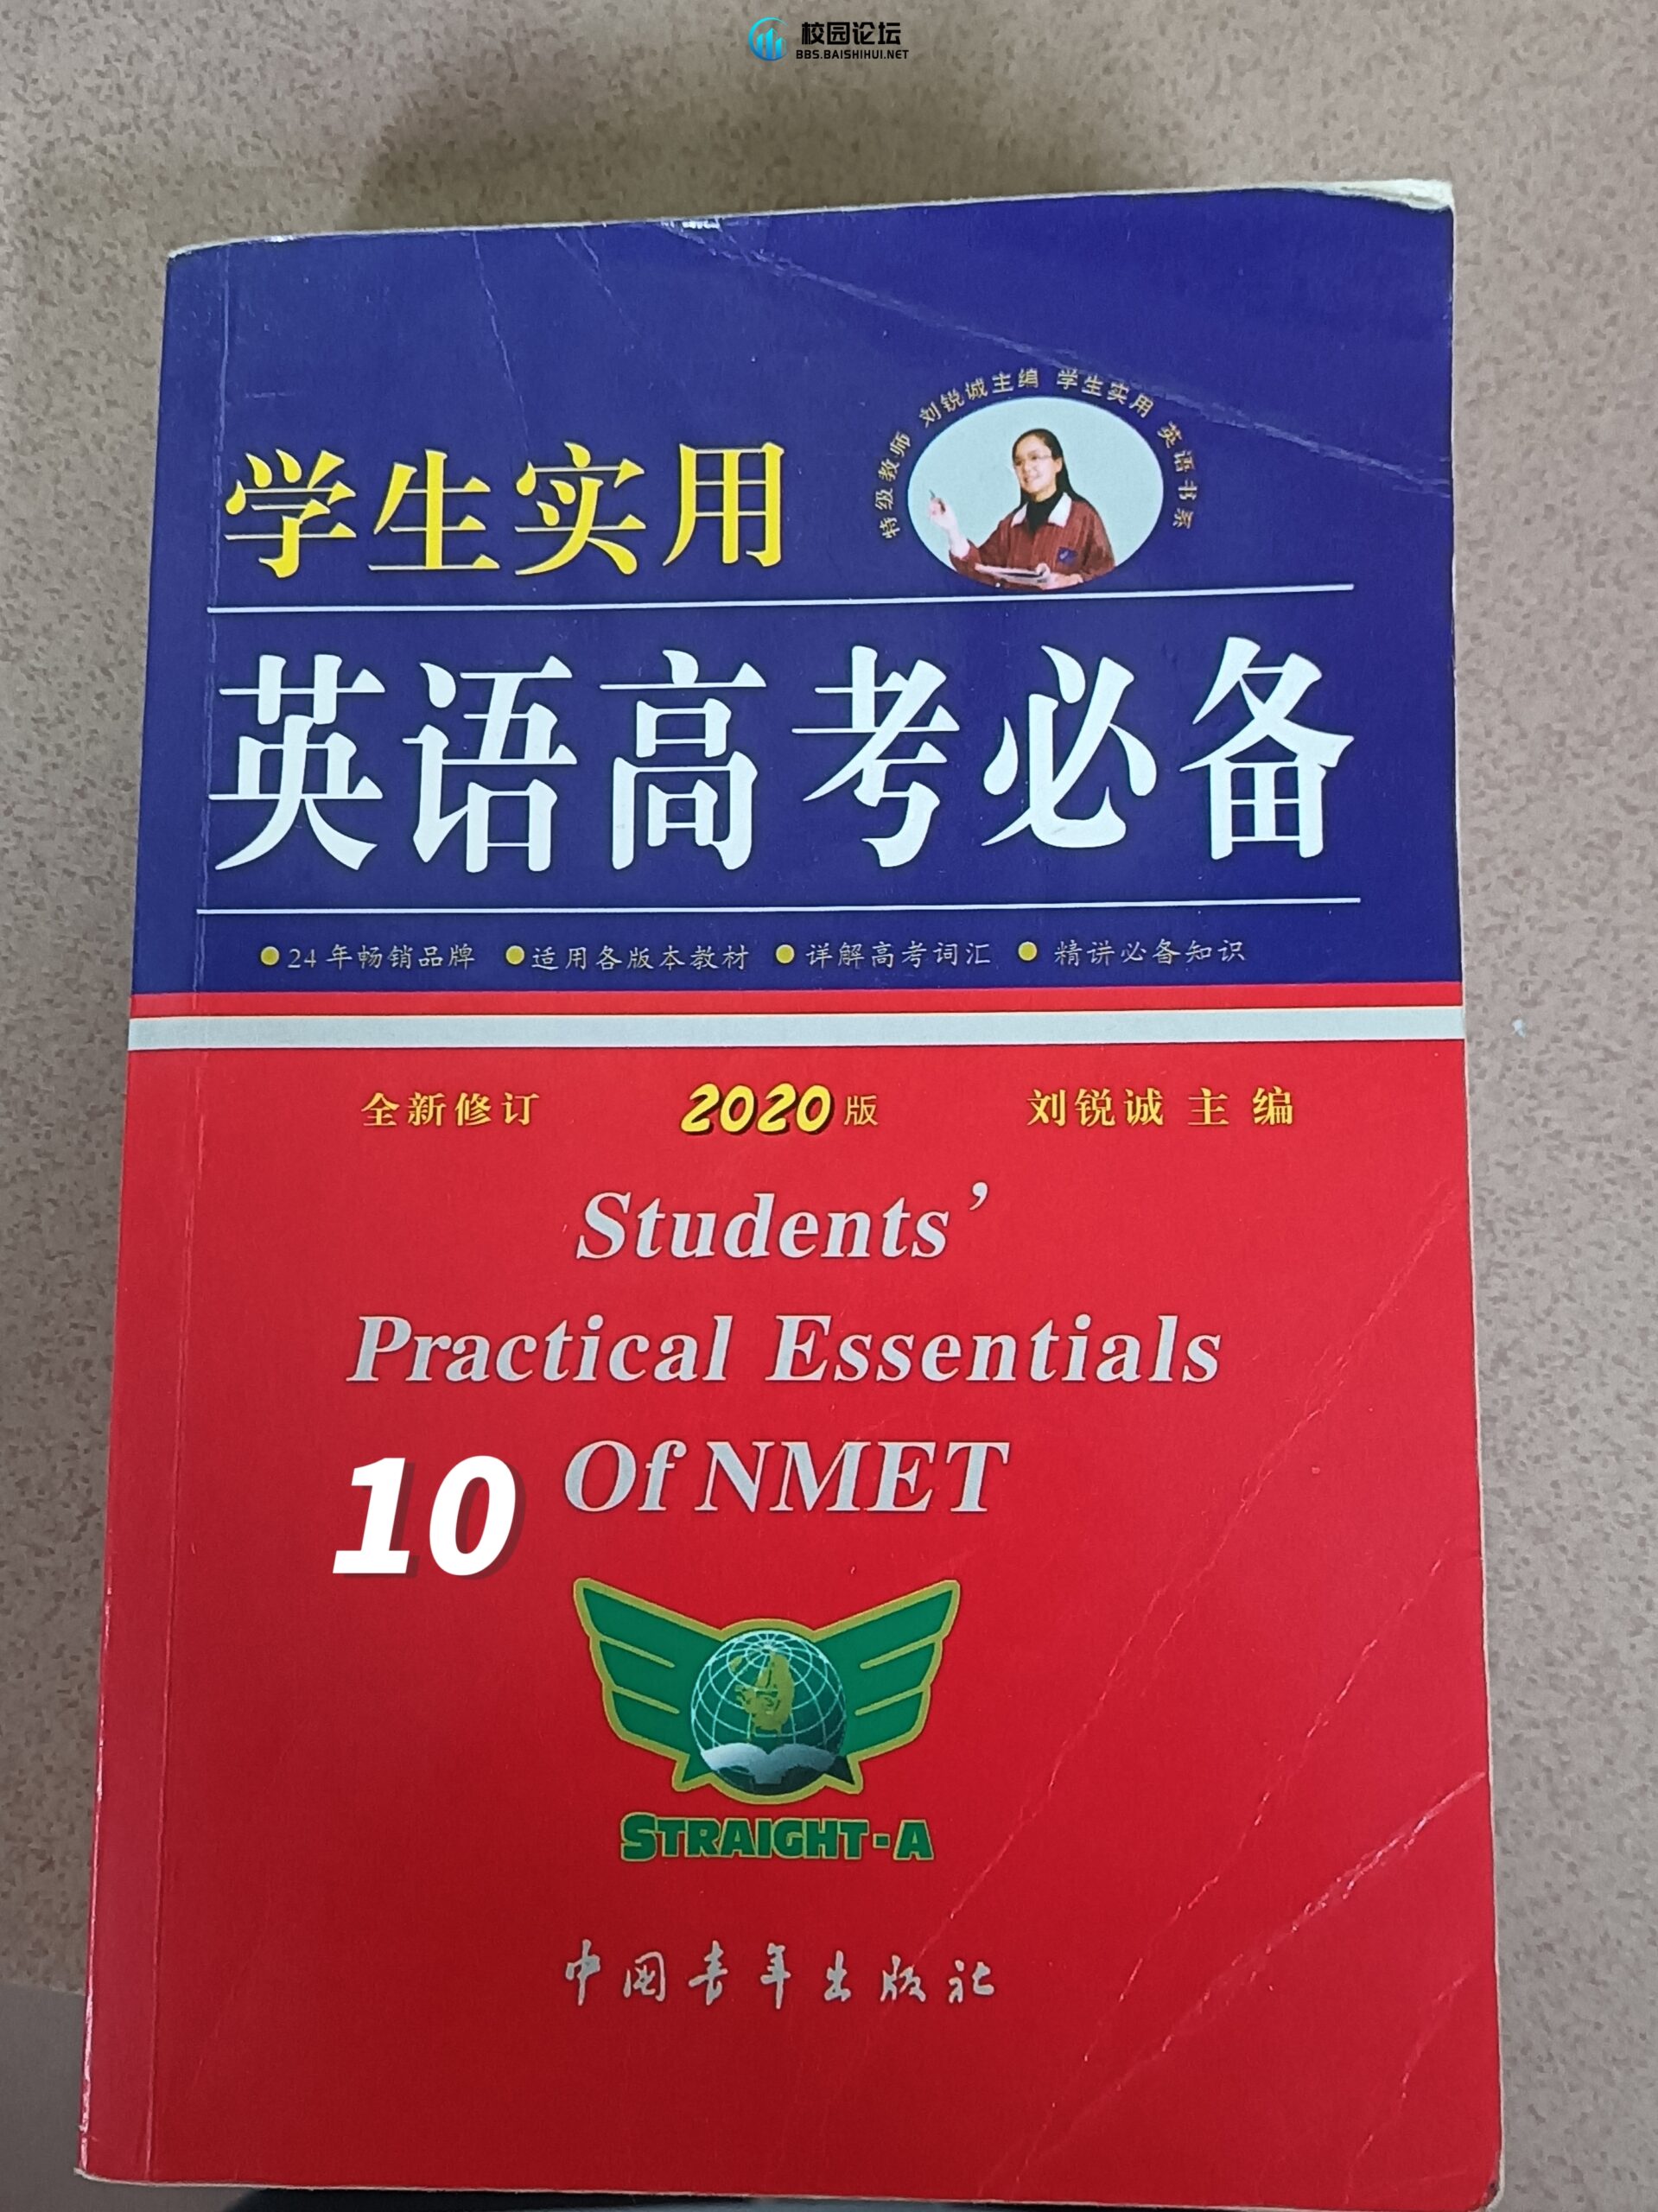 校园论坛
BBS.BAISHIHUI.NET
特级教师 刘锐诚主编 学生实用 英语书系
学生实用
英语高考必备
●24年畅销品牌 ●适用各版本教材 ●详解高考词汇 ●精讲必备知识
全新修订 2020版 刘锐诚 主编
Students'
Practical Essentials
Of NMET
10
STRAIGHT-A
中国青年出版社